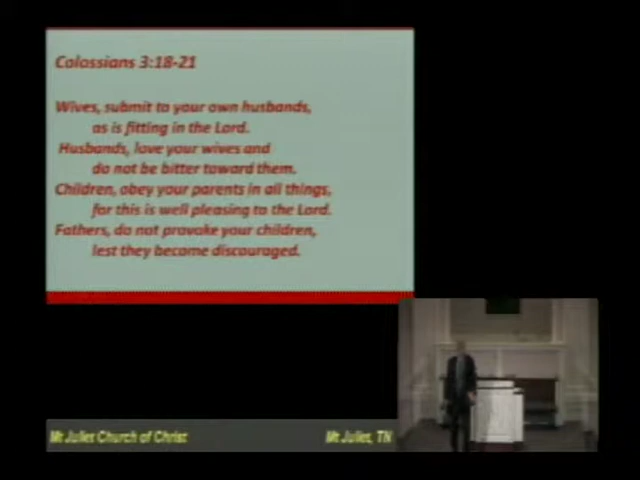 Colossians 3:18-21
Wives, submit to your own husbands,
as is fitting in the Lord.
Husbands, love your wives and
do not be bitter toward them.
Children, obey your parents in all things,
for this is well pleasing to the Lord.
Fathers, do not provoke your children,
lest they become discouraged.
Mt Juliet Church of Christ
Mt Juliet, TN